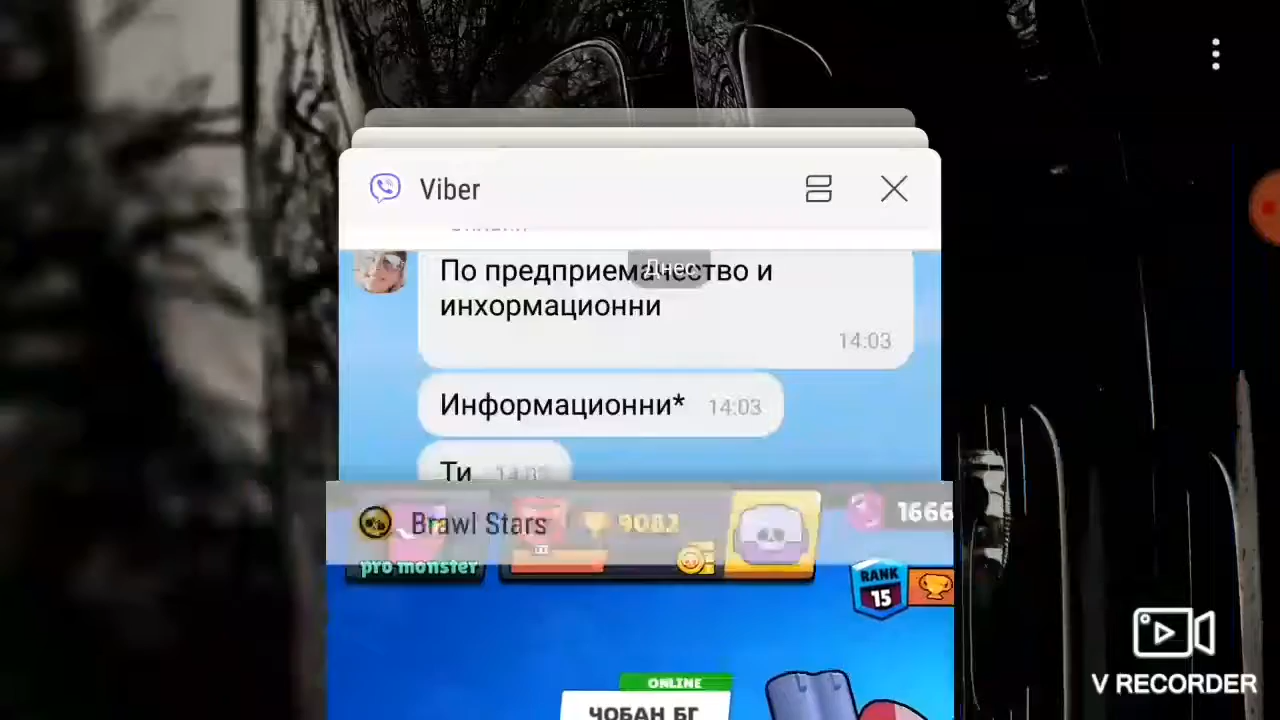 Viber
По предприемачество и
Днес
инхормационни
14:03
Информационни* 14:03
Ти
Brawl Stars
9082
1666
pro monster
RANK
15
ONLINE
ЧОБАН БГ
V RECORDER